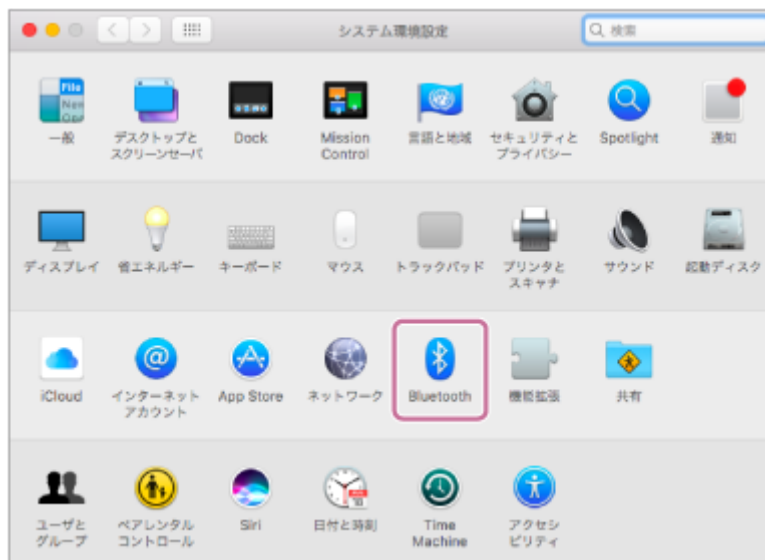 システム環境設定
検索
File
New
Ope
一般
デスクトップと
スクリーンセーバ
Dock
Mission
Control
言語と地域
セキュリティと
プライバシー
Spotlight
通知
ディスプレイ
省エネルギー
キーボード
マウス
トラックパッド
プリンタと
スキャナ
サウンド
起動ディスク
iCloud
インターネット
アカウント
App Store
ネットワーク
Bluetooth
機能拡張
共有
ユーザと
グループ
ペアレンタル
コントロール
Siri
日付と時刻
Time
Machine
アクセシ
ビリティ